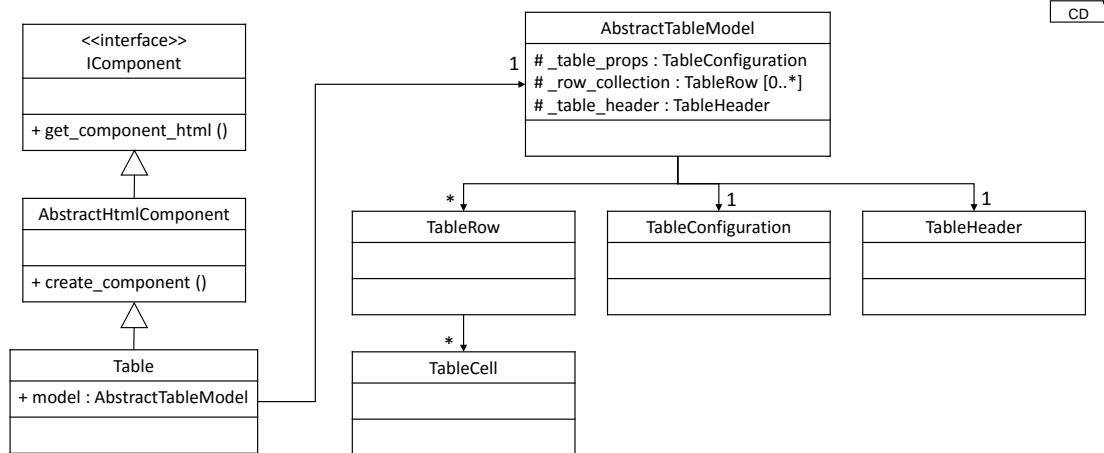 CD
<<interface>>
IComponent
+ get_component_html ()
AbstractHtmlComponent
+ create_component ()
Table
+ model : AbstractTableModel
1
AbstractTableModel
# _table_props : TableConfiguration
# _row_collection : TableRow [0..*]
# _table_header : TableHeader
*
1
1
TableRow
TableConfiguration
TableHeader
*
TableCell